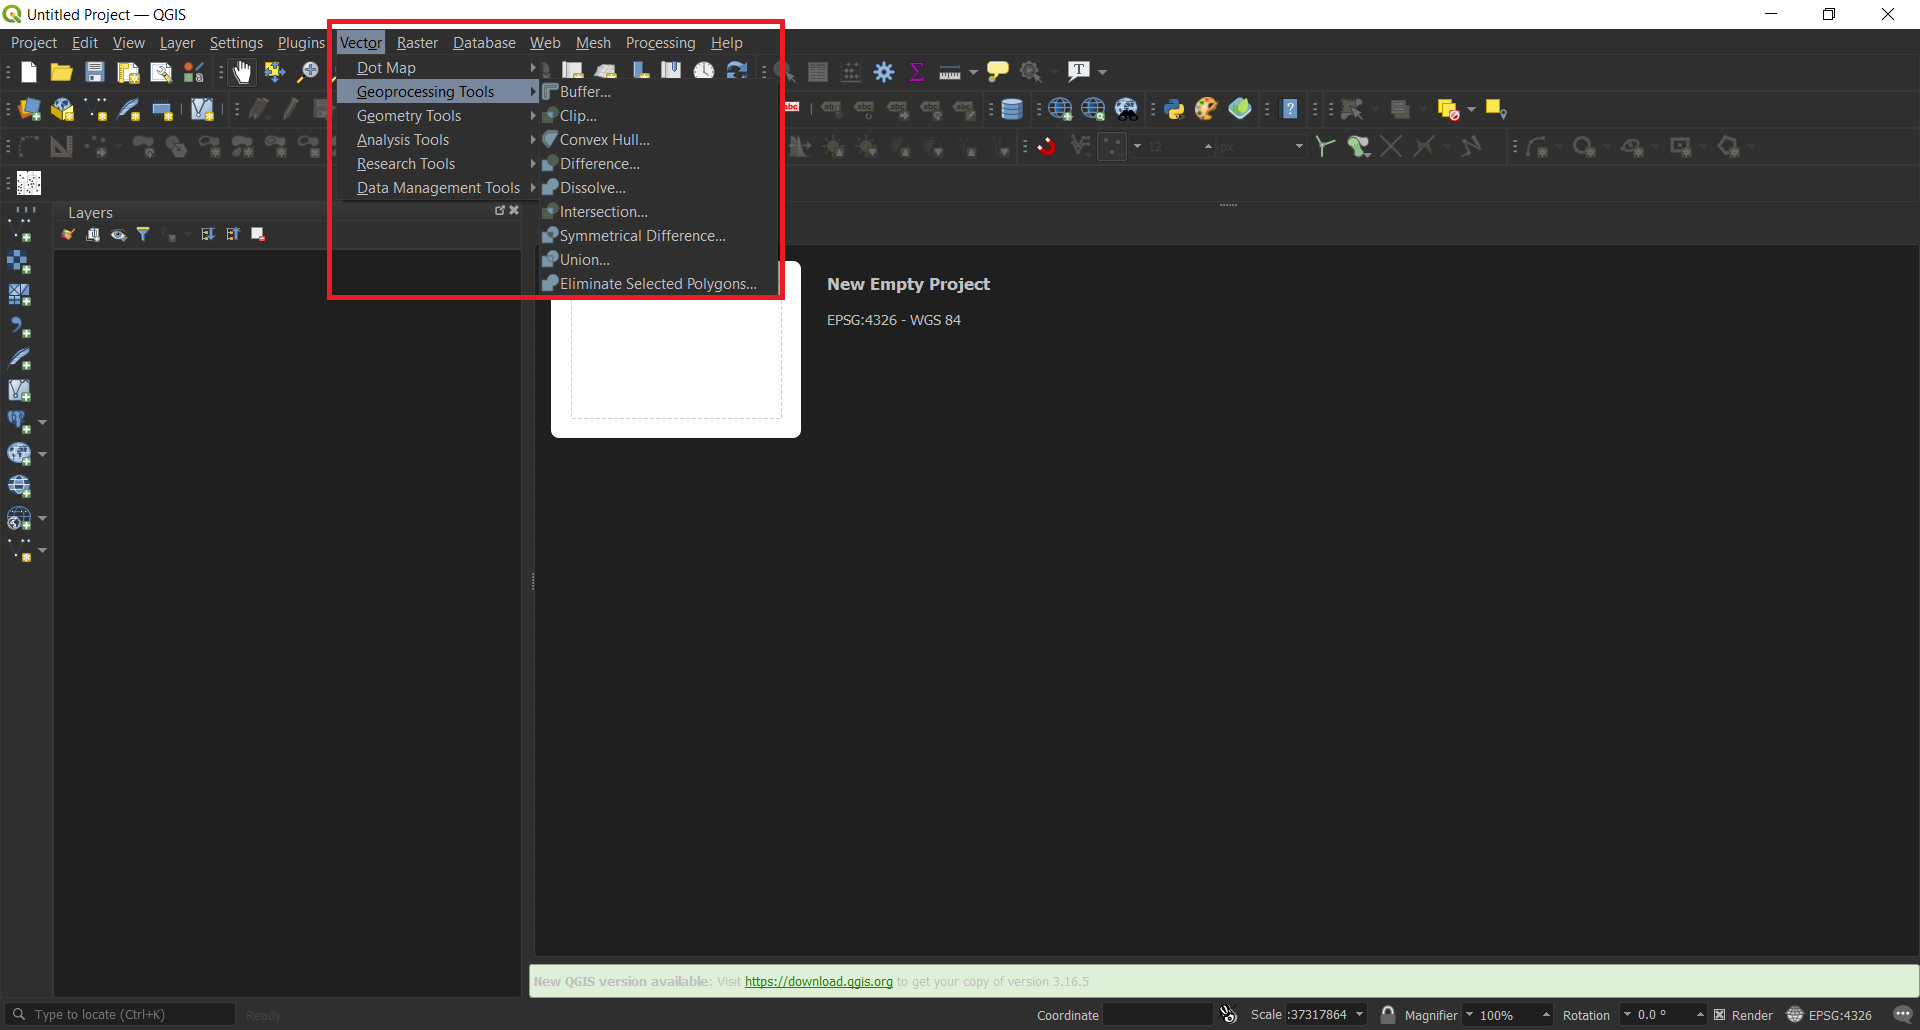 Untitled Project — QGIS
Project Edit View Layer Settings Plugins Vector Raster Database Web Mesh Processing Help
Dot Map
Geoprocessing Tools
Geometry Tools
Analysis Tools
Research Tools
Data Management Tools
Buffer...
Clip...
Convex Hull...
Difference...
Dissolve...
Intersection...
Symmetrical Difference...
Union...
Eliminate Selected Polygons...
12 px
Layers
New Empty Project
EPSG:4326 - WGS 84
New QGIS version available: Visit https://download.qgis.org to get your copy of version 3.16.5
Type to locate (Ctrl+K) Ready Coordinate Scale :37317864 Magnifier 100% Rotation 0.0 ° Render EPSG:4326